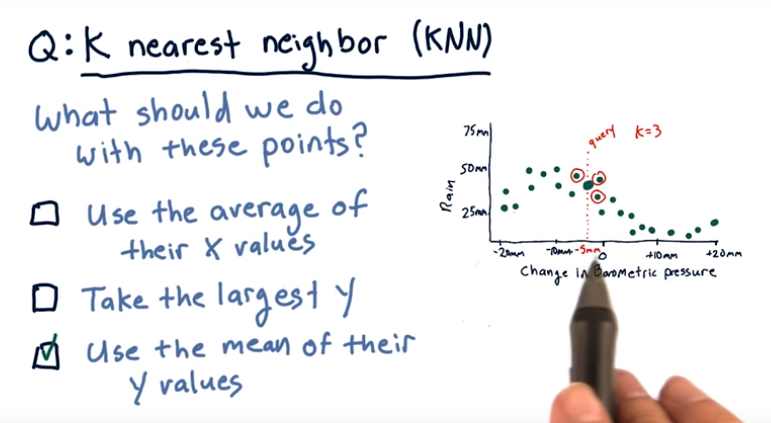 Q: K nearest neighbor (KNN)
What should we do
with these points?
Use the average of
their X values
Take the largest Y
Use the mean of their
Y values
query K=3
75mm
50mm
25mm
Rain
-20mm -10mm -5mm 0 +10mm +20mm
Change in Barometric pressure